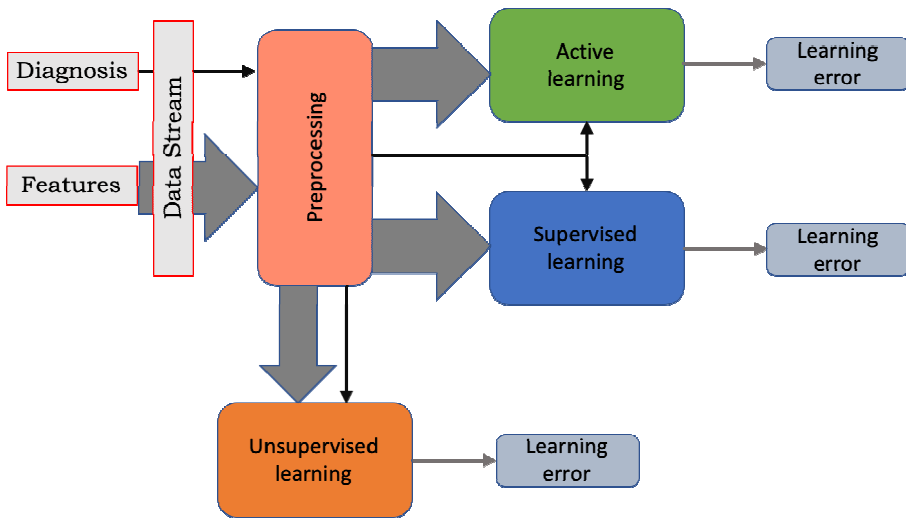 Diagnosis
Features
Data Stream
Preprocessing
Active
learning
Learning
error
Supervised
learning
Learning
error
Unsupervised
learning
Learning
error